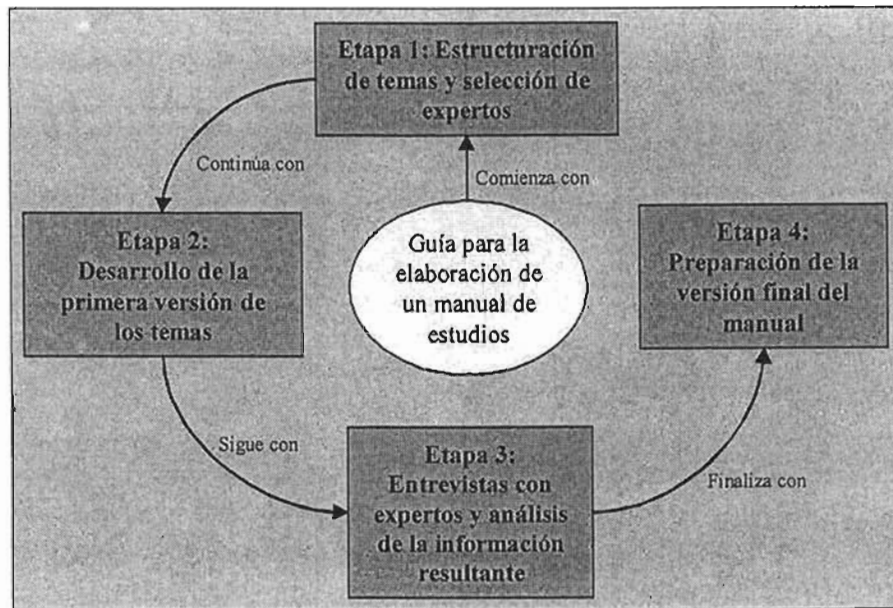 Etapa 1: Estructuración
de temas y selección de
expertos
Continúa con
Comienza con
Etapa 2:
Desarrollo de la
primera versión de
los temas
Guía para la
elaboración de
un manual de
estudios
Etapa 4:
Preparación de la
versión final del
manual
Sigue con
Etapa 3:
Entrevistas con
expertos y análisis
de la información
resultante
Finaliza con